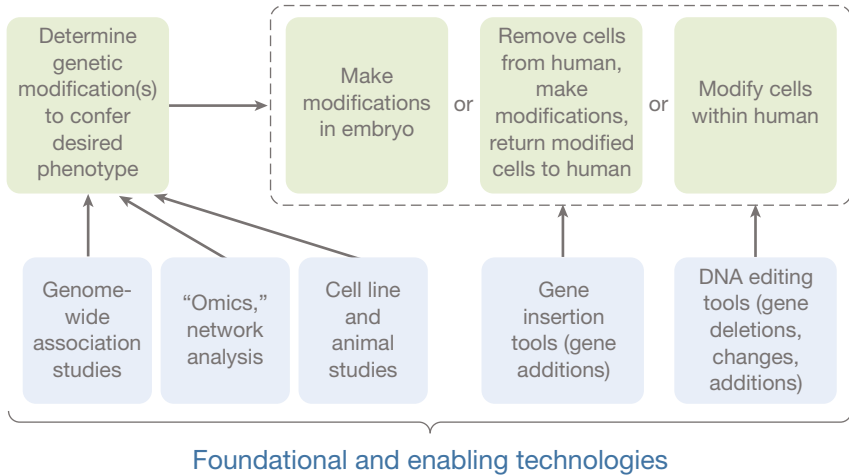 Determine
genetic
modification(s)
to confer
desired
phenotype
Make
modifications
in embryo
or
Remove cells
from human,
make
modifications,
return modified
cells to human
or
Modify cells
within human
Genome-
wide
association
studies
“Omics,”
network
analysis
Cell line
and
animal
studies
Gene
insertion
tools (gene
additions)
DNA editing
tools (gene
deletions,
changes,
additions)
Foundational and enabling technologies